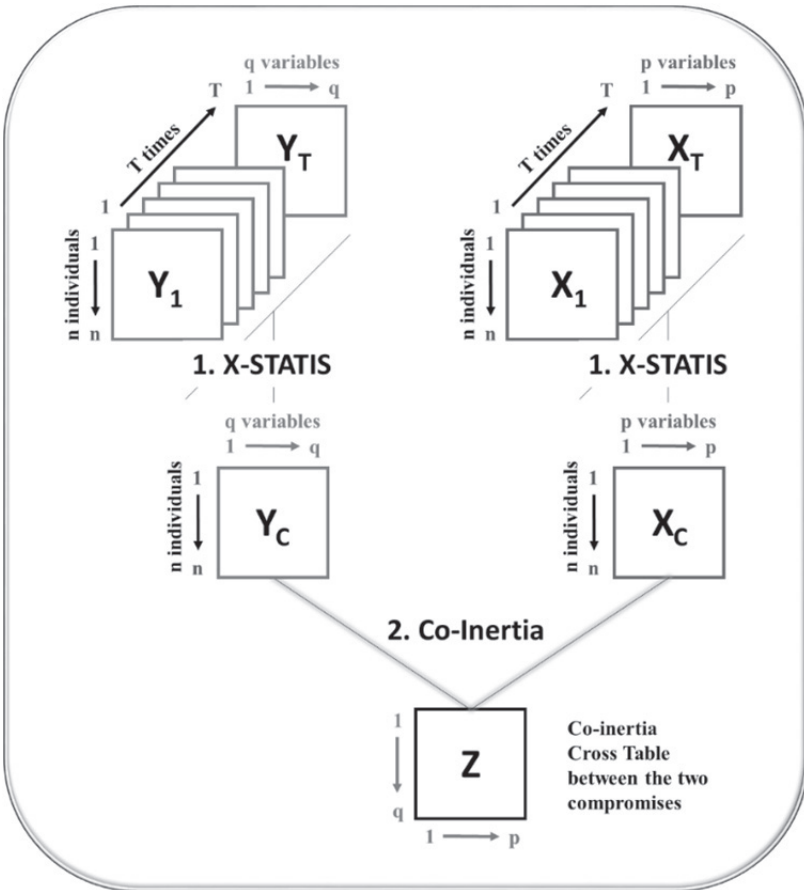 q variables
1 q
T
T times
1
Y_T
n individuals
1
n
Y_1
p variables
1 p
T
T times
1
X_T
n individuals
1
n
X_1
1. X-STATIS
1. X-STATIS
q variables
1 q
n individuals
1
n
Y_C
p variables
1 p
n individuals
1
n
X_C
2. Co-Inertia
1
q
Z
1 p
Co-inertia
Cross Table
between the two
compromises